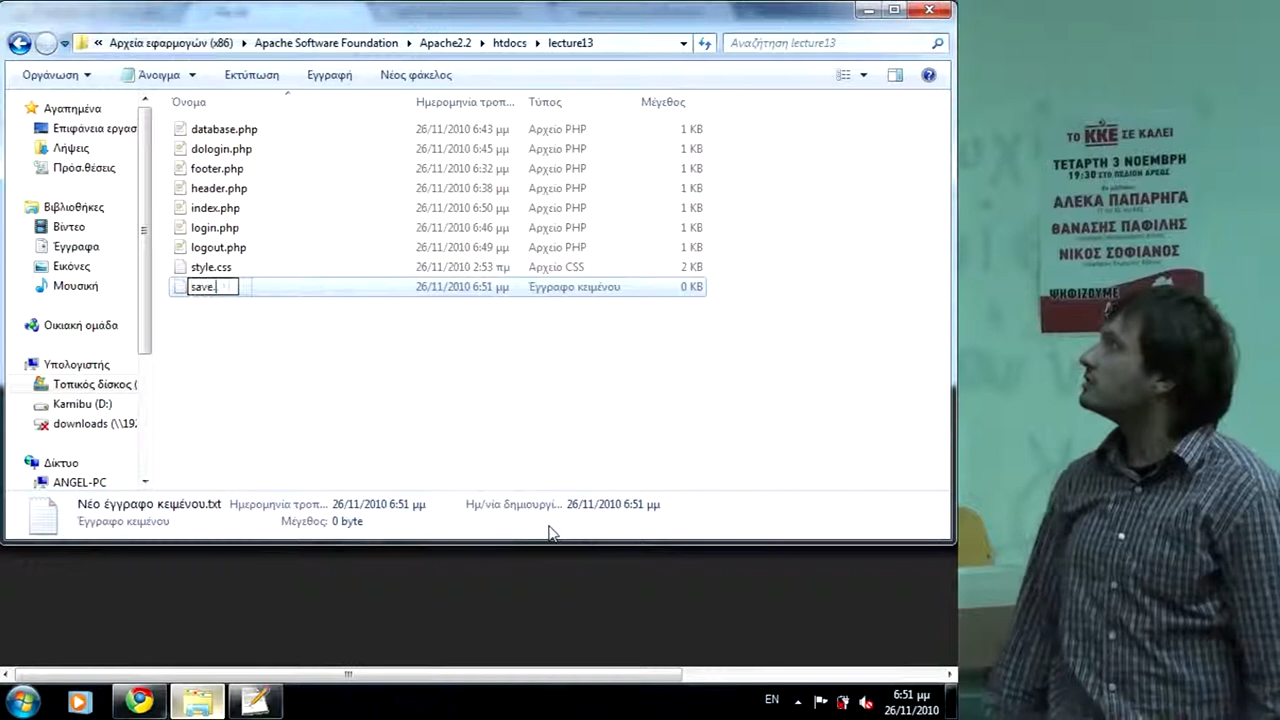 « Αρχεία εφαρμογών (x86) Apache Software Foundation Apache2.2 htdocs lecture13
Αναζήτηση lecture13
Οργάνωση Άνοιγμα Εκτύπωση Εγγραφή Νέος φάκελος
Όνομα Ημερομηνία τροπ... Τύπος Μέγεθος
database.php 26/11/2010 6:43 μμ Αρχείο PHP 1 KB
dologin.php 26/11/2010 6:45 μμ Αρχείο PHP 1 KB
footer.php 26/11/2010 6:32 μμ Αρχείο PHP 1 KB
header.php 26/11/2010 6:38 μμ Αρχείο PHP 1 KB
index.php 26/11/2010 6:50 μμ Αρχείο PHP 1 KB
login.php 26/11/2010 6:46 μμ Αρχείο PHP 1 KB
logout.php 26/11/2010 6:49 μμ Αρχείο PHP 1 KB
style.css 26/11/2010 2:53 πμ Αρχείο CSS 2 KB
save. 26/11/2010 6:51 μμ Έγγραφο κειμένου 0 KB
Αγαπημένα
Επιφάνεια εργασ
Λήψεις
Πρόσ.θέσεις
Βιβλιοθήκες
Βίντεο
Έγγραφα
Εικόνες
Μουσική
Οικιακή ομάδα
Υπολογιστής
Τοπικός δίσκος (
Karnibu (D:)
downloads (\\192
Δίκτυο
ANGEL-PC
Νέο έγγραφο κειμένου.txt Ημερομηνία τροπ... 26/11/2010 6:51 μμ Ημ/νία δημιουργί... 26/11/2010 6:51 μμ
Έγγραφο κειμένου Μέγεθος: 0 byte
EN
6:51 μμ
26/11/2010
ΤΟ ΚΚΕ ΣΕ ΚΑΛΕΙ
ΤΕΤΑΡΤΗ 3 ΝΟΕΜΒΡΗ
19:30 ΣΤΟ ΠΕΔΙΟΝ ΑΡΕΩΣ
ΑΛΕΚΑ ΠΑΠΑΡΗΓΑ
ΘΑΝΑΣΗΣ ΠΑΦΙΛΗΣ
ΝΙΚΟΣ ΣΟΦΙΑΝΟΣ
ΨΗΦΙΖΟΥΜΕ